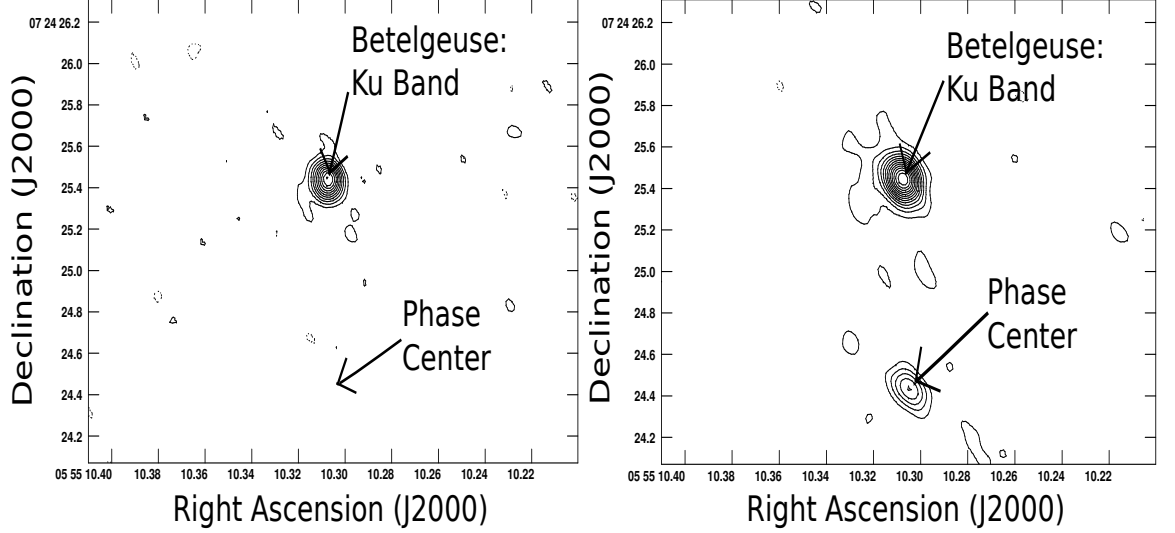 07 24 26.2
26.0
25.8
25.6
25.4
25.2
25.0
24.8
24.6
24.4
24.2
Declination (J2000)
Betelgeuse:
Ku Band
Phase
Center
05 55 10.40 10.38 10.36 10.34 10.32 10.30 10.28 10.26 10.24 10.22
Right Ascension (J2000)
07 24 26.2
26.0
25.8
25.6
25.4
25.2
25.0
24.8
24.6
24.4
24.2
Declination (J2000)
Betelgeuse:
Ku Band
Phase
Center
05 55 10.40 10.38 10.36 10.34 10.32 10.30 10.28 10.26 10.24 10.22
Right Ascension (J2000)